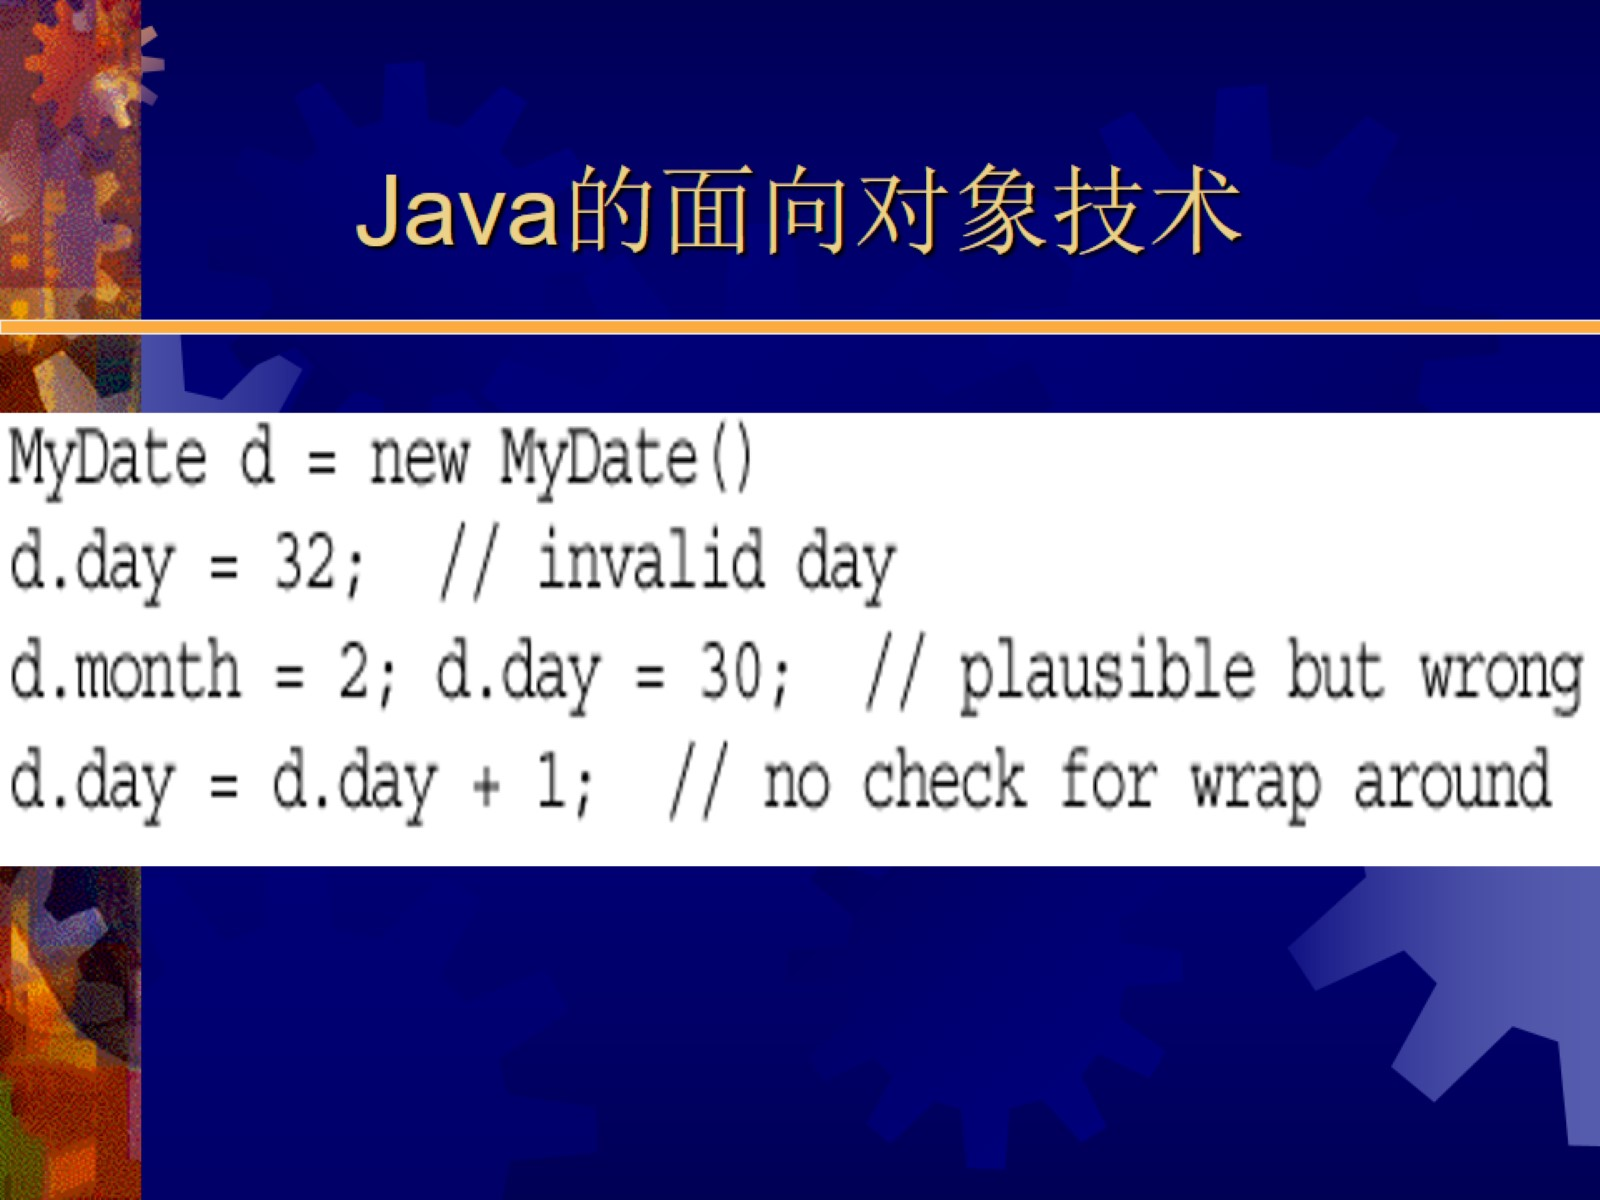 Java的面向对象技术
MyDate d = new MyDate()
d.day = 32;  // invalid day
d.month = 2; d.day = 30;  // plausible but wrong
d.day = d.day + 1;  // no check for wrap around